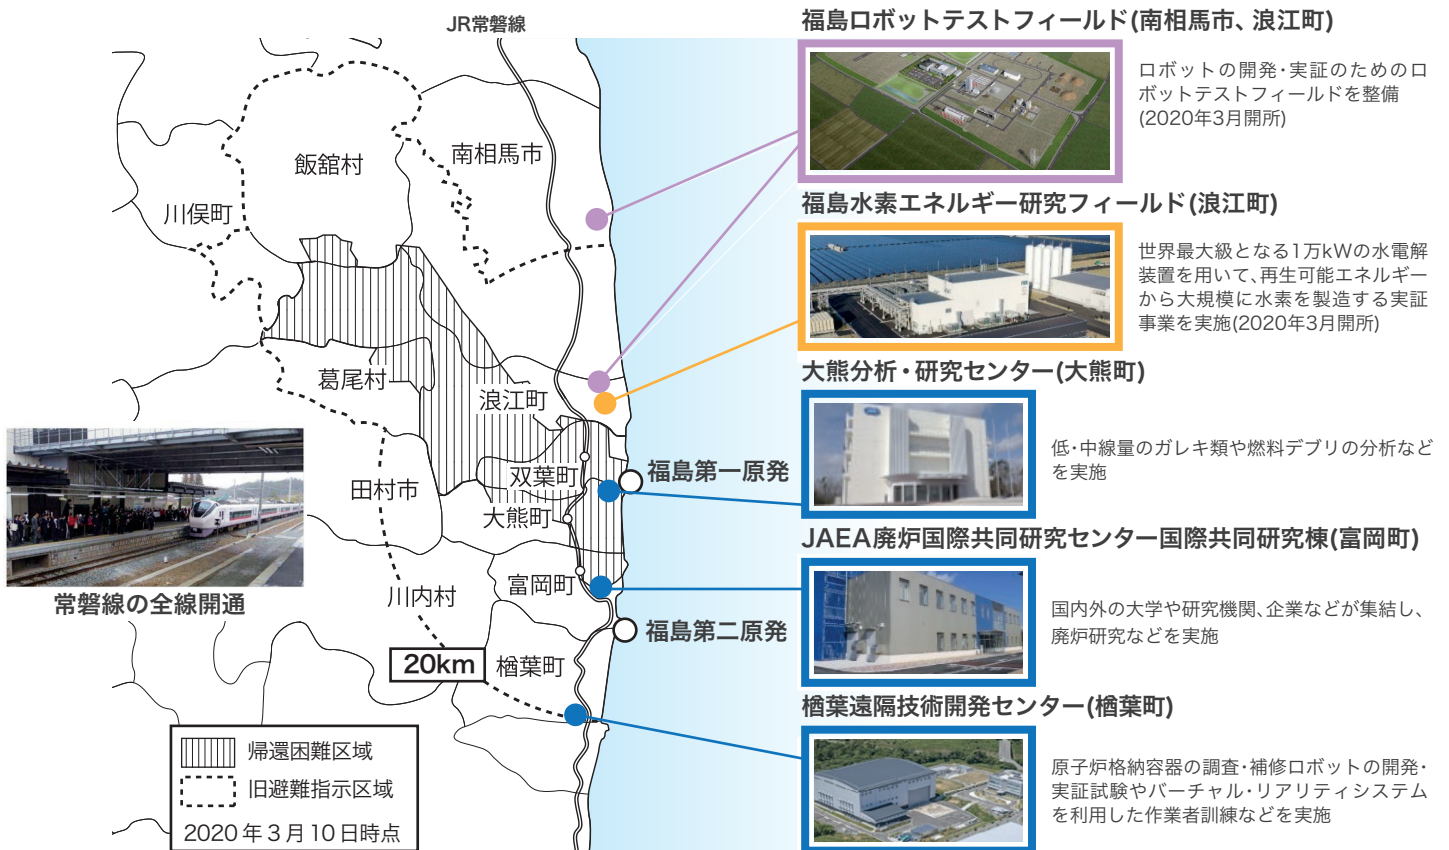 JR常磐線
飯舘村
南相馬市
川俣町
葛尾村
浪江町
双葉町
福島第一原発
田村市
大熊町
富岡町
川内村
福島第二原発
20km
楢葉町
常磐線の全線開通
帰還困難区域
旧避難指示区域
2020年3月10日時点
福島ロボットテストフィールド(南相馬市、浪江町)
ロボットの開発・実証のためのロ
ボットテストフィールドを整備
(2020年3月開所)
福島水素エネルギー研究フィールド(浪江町)
世界最大級となる1万kWの水電解
装置を用いて、再生可能エネルギー
から大規模に水素を製造する実証
事業を実施(2020年3月開所)
大熊分析・研究センター(大熊町)
低・中線量のガレキ類や燃料デブリの分析など
を実施
JAEA廃炉国際共同研究センター国際共同研究棟(富岡町)
国内外の大学や研究機関、企業などが集結し、
廃炉研究などを実施
楢葉遠隔技術開発センター(楢葉町)
原子炉格納容器の調査・補修ロボットの開発・
実証試験やバーチャル・リアリティシステム
を利用した作業者訓練などを実施